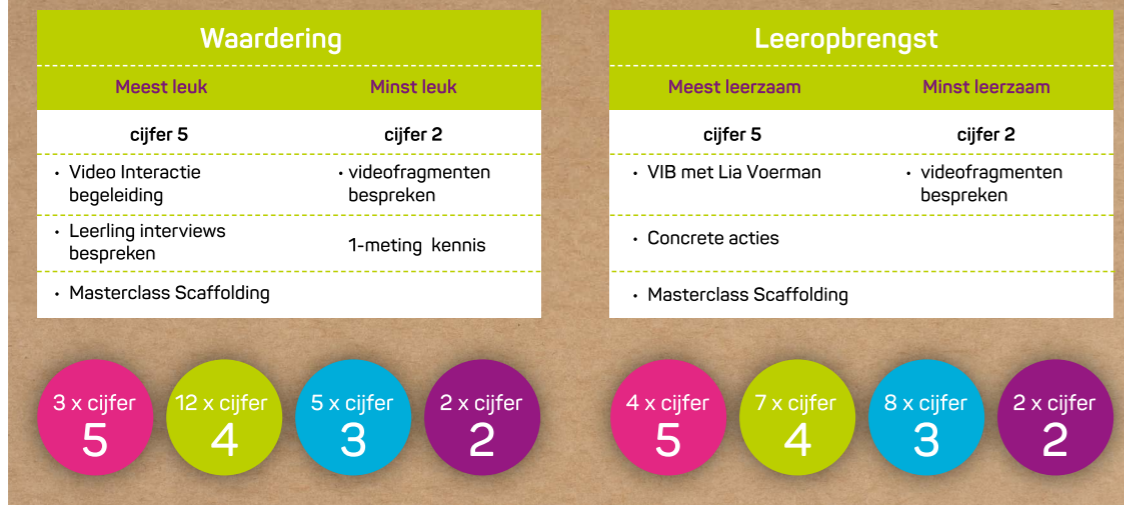 Waardering
Meest leuk
Minst leuk
cijfer 5
cijfer 2
• Video Interactie
begeleiding
• videofragmenten
bespreken
• Leerling interviews
bespreken
1-meting kennis
• Masterclass Scaffolding
3 x cijfer
5
12 x cijfer
4
5 x cijfer
3
2 x cijfer
2
Leeropbrengst
Meest leerzaam
Minst leerzaam
cijfer 5
cijfer 2
• VIB met Lia Voerman
• videofragmenten
bespreken
• Concrete acties
• Masterclass Scaffolding
4 x cijfer
5
7 x cijfer
4
8 x cijfer
3
2 x cijfer
2